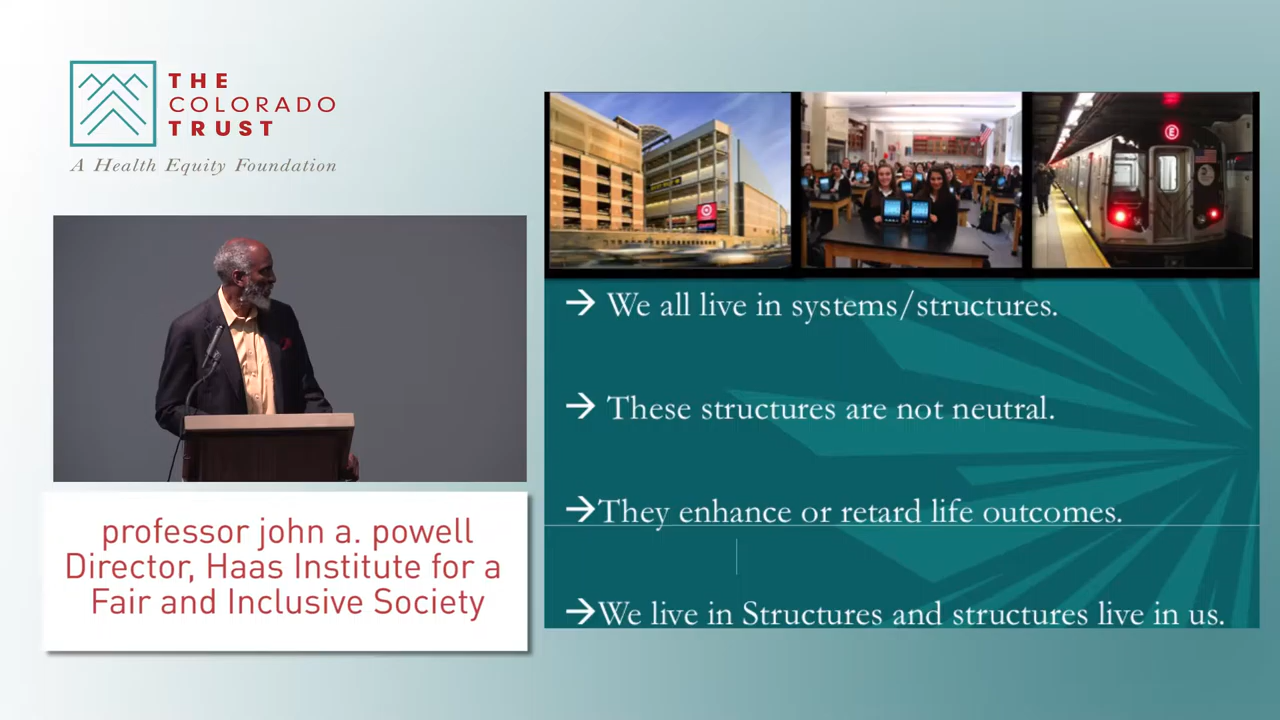 THE
COLORADO
TRUST
A Health Equity Foundation
professor john a. powell
Director, Haas Institute for a
Fair and Inclusive Society
E
→ We all live in systems/structures.
→ These structures are not neutral.
→They enhance or retard life outcomes.
→We live in Structures and structures live in us.